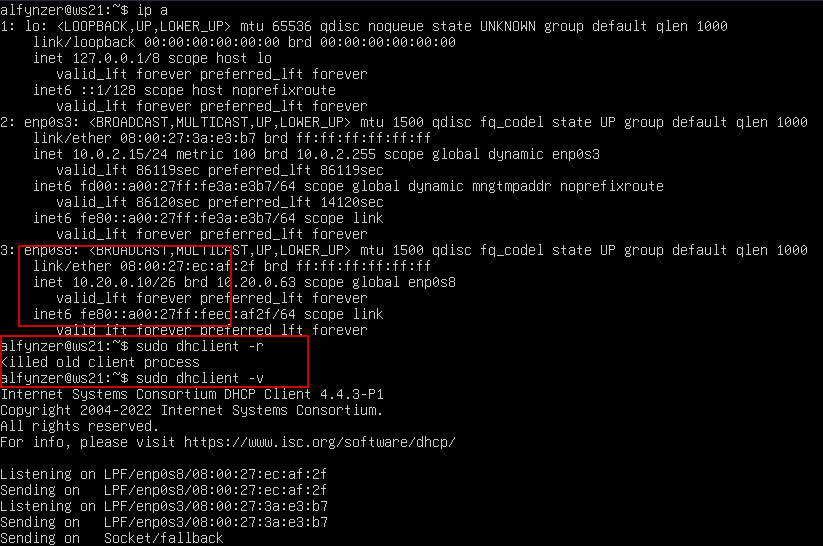 alfynzer@ws21:~$ ip a
1: lo: <LOOPBACK,UP,LOWER_UP> mtu 65536 qdisc noqueue state UNKNOWN group default qlen 1000
    link/loopback 00:00:00:00:00:00 brd 00:00:00:00:00:00
    inet 127.0.0.1/8 scope host lo
       valid_lft forever preferred_lft forever
    inet6 ::1/128 scope host noprefixroute
       valid_lft forever preferred_lft forever
2: enp0s3: <BROADCAST,MULTICAST,UP,LOWER_UP> mtu 1500 qdisc fq_codel state UP group default qlen 1000
    link/ether 08:00:27:3a:e3:b7 brd ff:ff:ff:ff:ff:ff
    inet 10.0.2.15/24 metric 100 brd 10.0.2.255 scope global dynamic enp0s3
       valid_lft 86119sec preferred_lft 86119sec
    inet6 fd00::a00:27ff:fe3a:e3b7/64 scope global dynamic mngtmpaddr noprefixroute
       valid_lft 86120sec preferred_lft 14120sec
    inet6 fe80::a00:27ff:fe3a:e3b7/64 scope link
       valid_lft forever preferred_lft forever
3: enp0s8: <BROADCAST,MULTICAST,UP,LOWER_UP> mtu 1500 qdisc fq_codel state UP group default qlen 1000
    link/ether 08:00:27:ec:af:2f brd ff:ff:ff:ff:ff:ff
    inet 10.20.0.10/26 brd 10.20.0.63 scope global enp0s8
       valid_lft forever preferred_lft forever
    inet6 fe80::a00:27ff:feec:af2f/64 scope link
       valid_lft forever preferred_lft forever
alfynzer@ws21:~$ sudo dhclient -r
Killed old client process
alfynzer@ws21:~$ sudo dhclient -v
Internet Systems Consortium DHCP Client 4.4.3-P1
Copyright 2004-2022 Internet Systems Consortium.
All rights reserved.
For info, please visit https://www.isc.org/software/dhcp/

Listening on LPF/enp0s8/08:00:27:ec:af:2f
Sending on   LPF/enp0s8/08:00:27:ec:af:2f
Listening on LPF/enp0s3/08:00:27:3a:e3:b7
Sending on   LPF/enp0s3/08:00:27:3a:e3:b7
Sending on   Socket/fallback